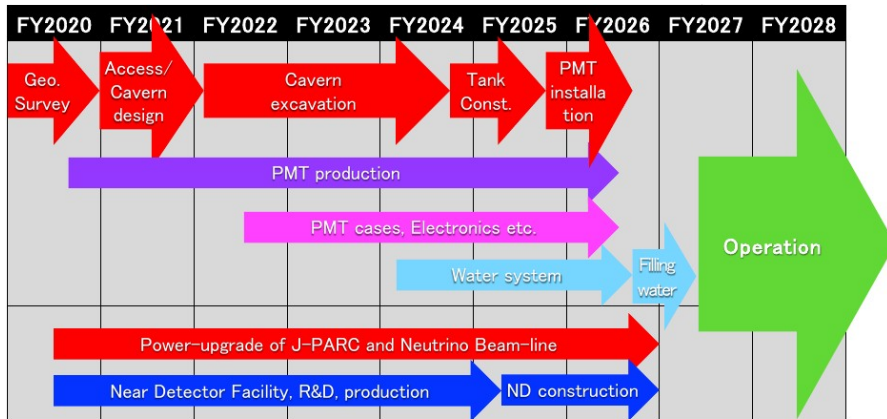 FY2020 FY2021 FY2022 FY2023 FY2024 FY2025 FY2026 FY2027 FY2028
Geo.
Survey
Access/
Cavern
design
Cavern
excavation
Tank
Const.
PMT
installa
tion
PMT production
PMT cases, Electronics etc.
Water system
Filling
water
Operation
Power-upgrade of J-PARC and Neutrino Beam-line
Near Detector Facility, R&D, production
ND construction